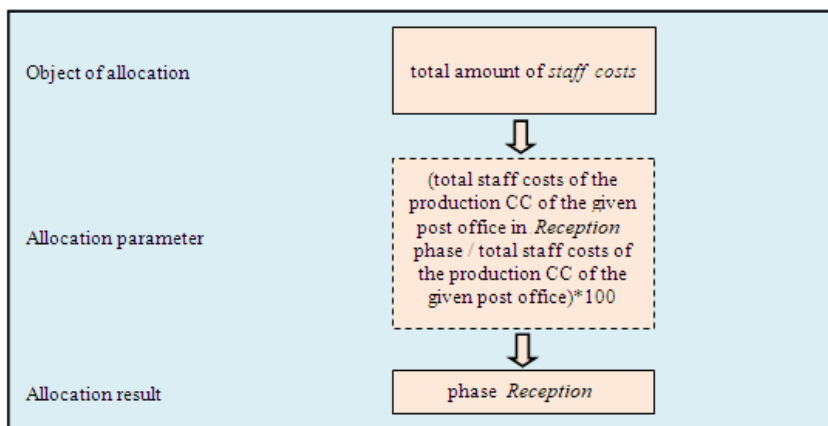 Object of allocation
total amount of staff costs
Allocation parameter
(total staff costs of the
production CC of the given
post office in Reception
phase / total staff costs of
the production CC of the
given post office)*100
Allocation result
phase Reception